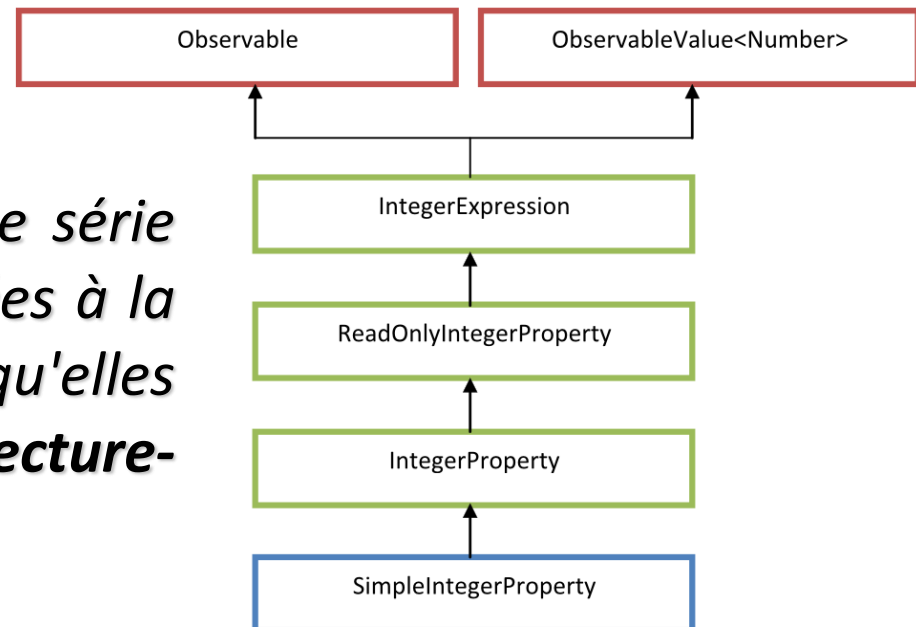 Observable
ObservableValue<Number>
IntegerExpression
ReadOnlyIntegerProperty
IntegerProperty
SimpleIntegerProperty
e série
es à la
qu'elles
ecture-